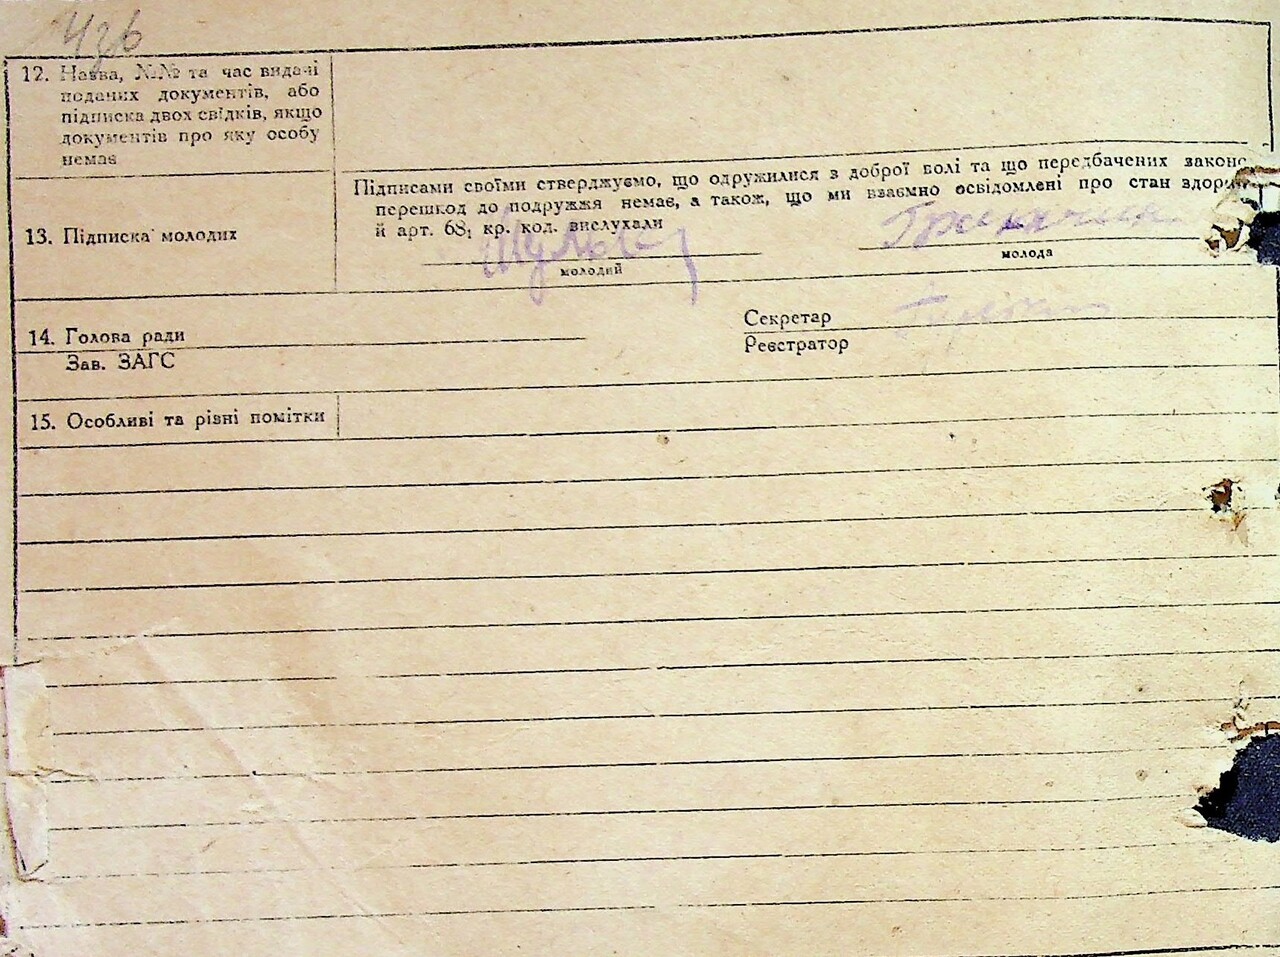 12. Назва, №№ та час видачі
поданих документів, або
підписка двох свідків, якщо
документів про яку особу
немає
Підписами своїми стверджуємо, що одружилися з доброї волі та що передбачених законо
перешкод до подружжя немає, а також, що ми взаємно освідомлені про стан здоров
й арт. 68₁ кр. код. вислухали
13. Підписка молодих
молодий
молода
14. Голова ради
Зав. ЗАГС
Секретар
Реєстратор
15. Особливі та різні помітки